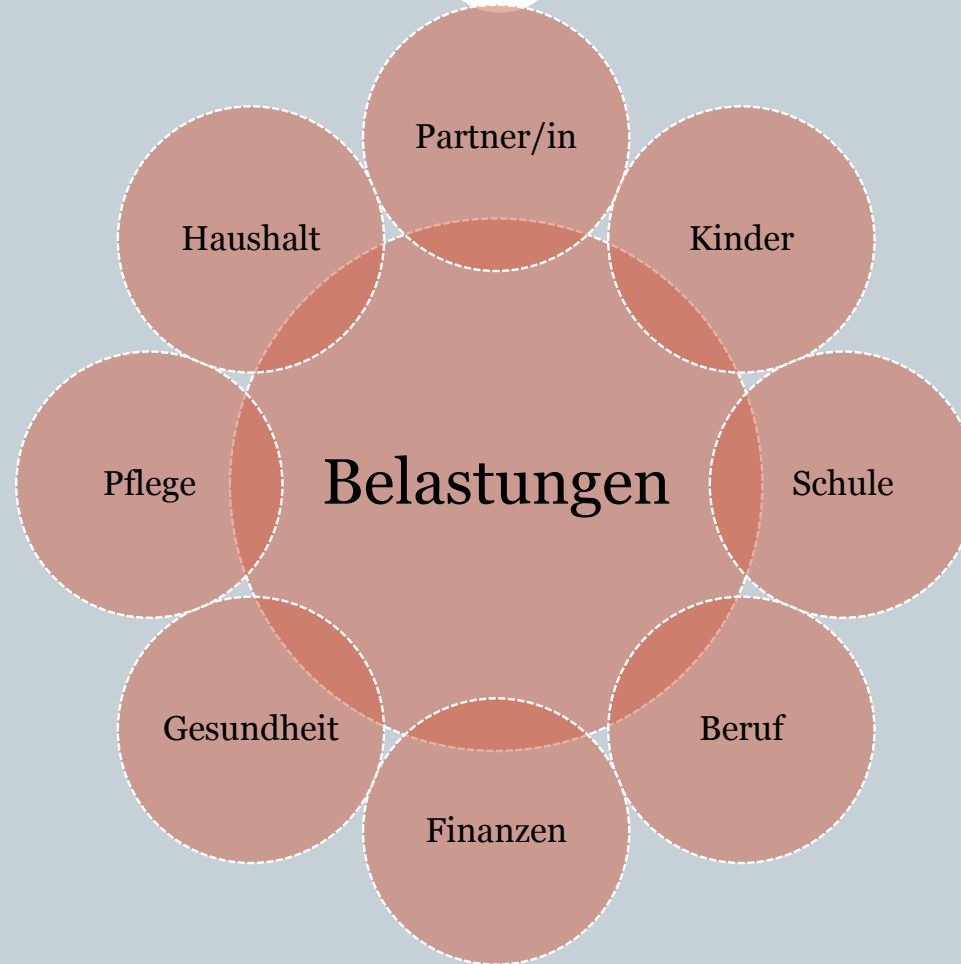 Partner/in
Haushalt
Kinder
Pflege
Belastungen
Schule
Gesundheit
Beruf
Finanzen